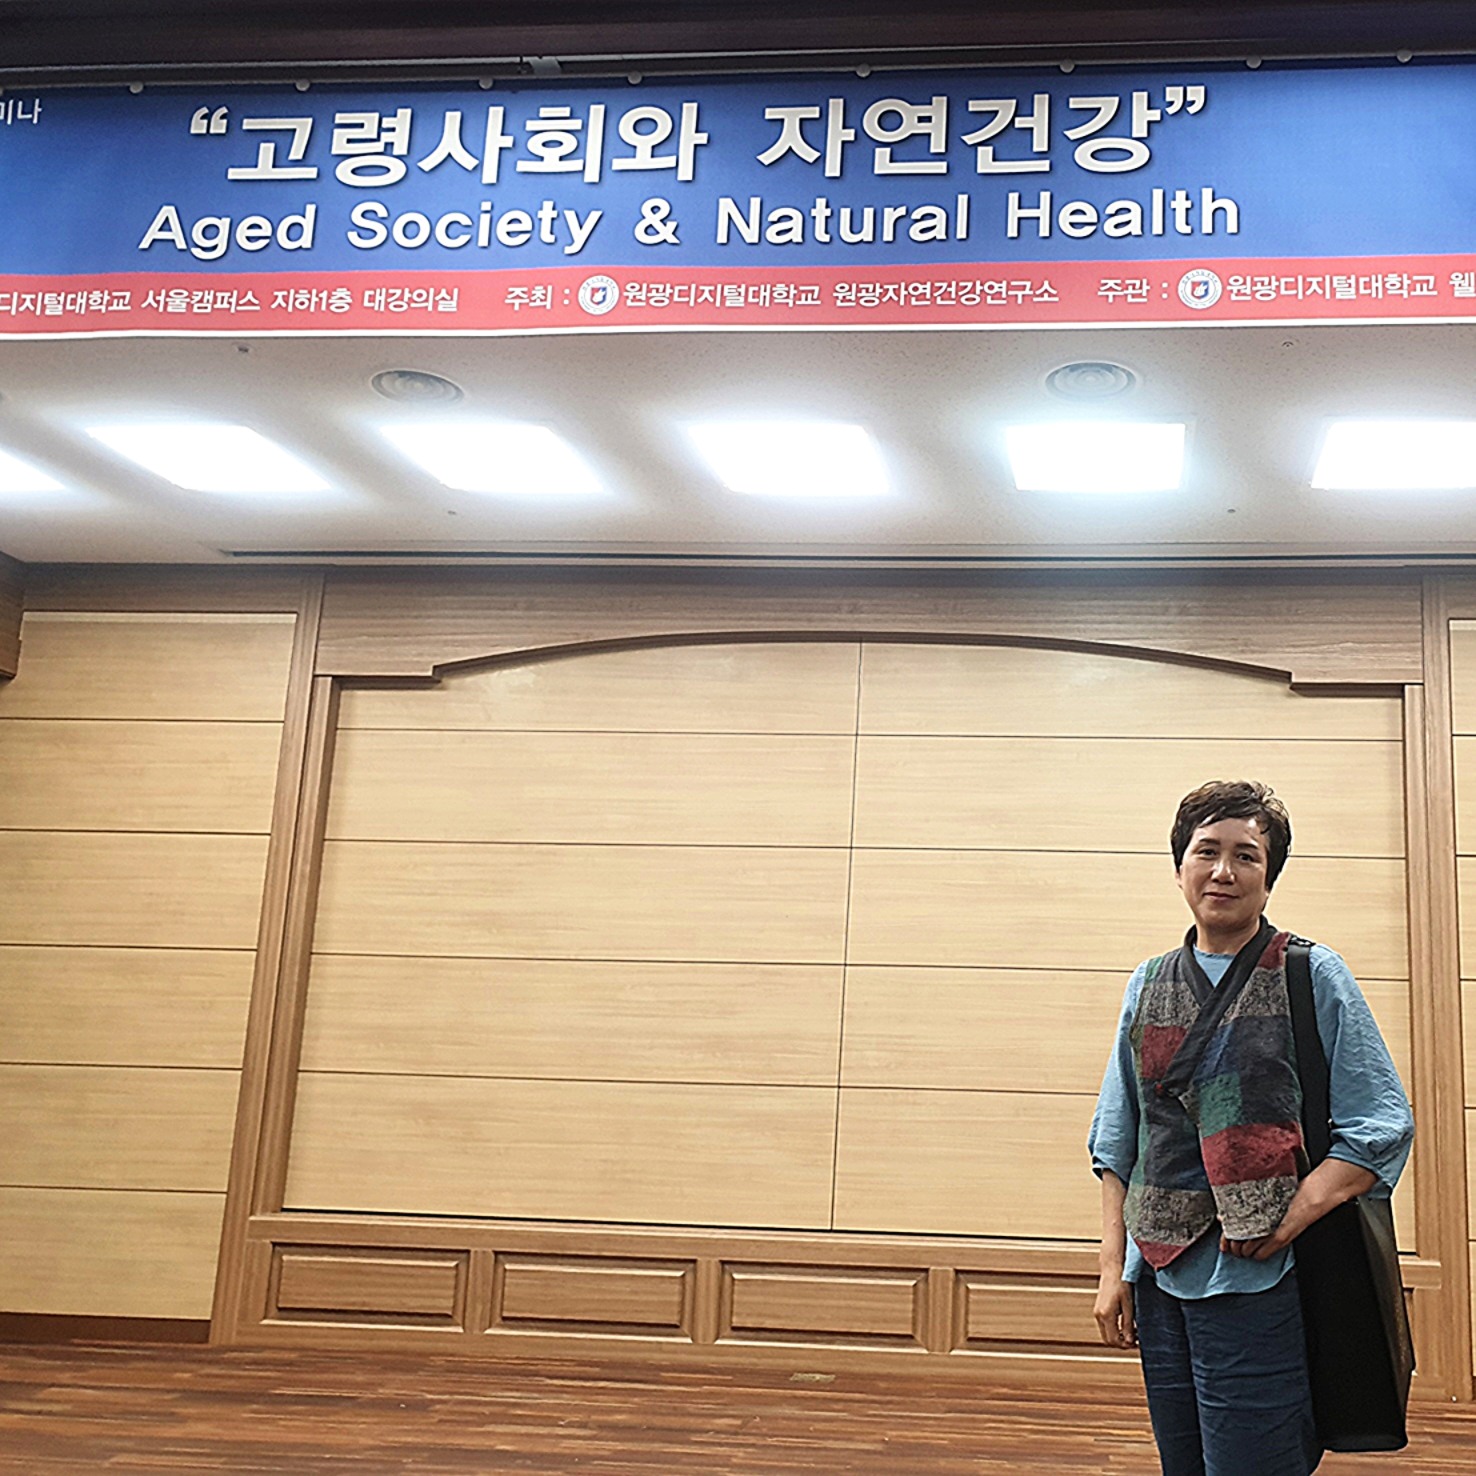 미나
“고령사회와 자연건강”
Aged Society & Natural Health
디지털대학교 서울캠퍼스 지하1층 대강의실 주최 : 원광디지털대학교 원광자연건강연구소 주관 : 원광디지털대학교 웰